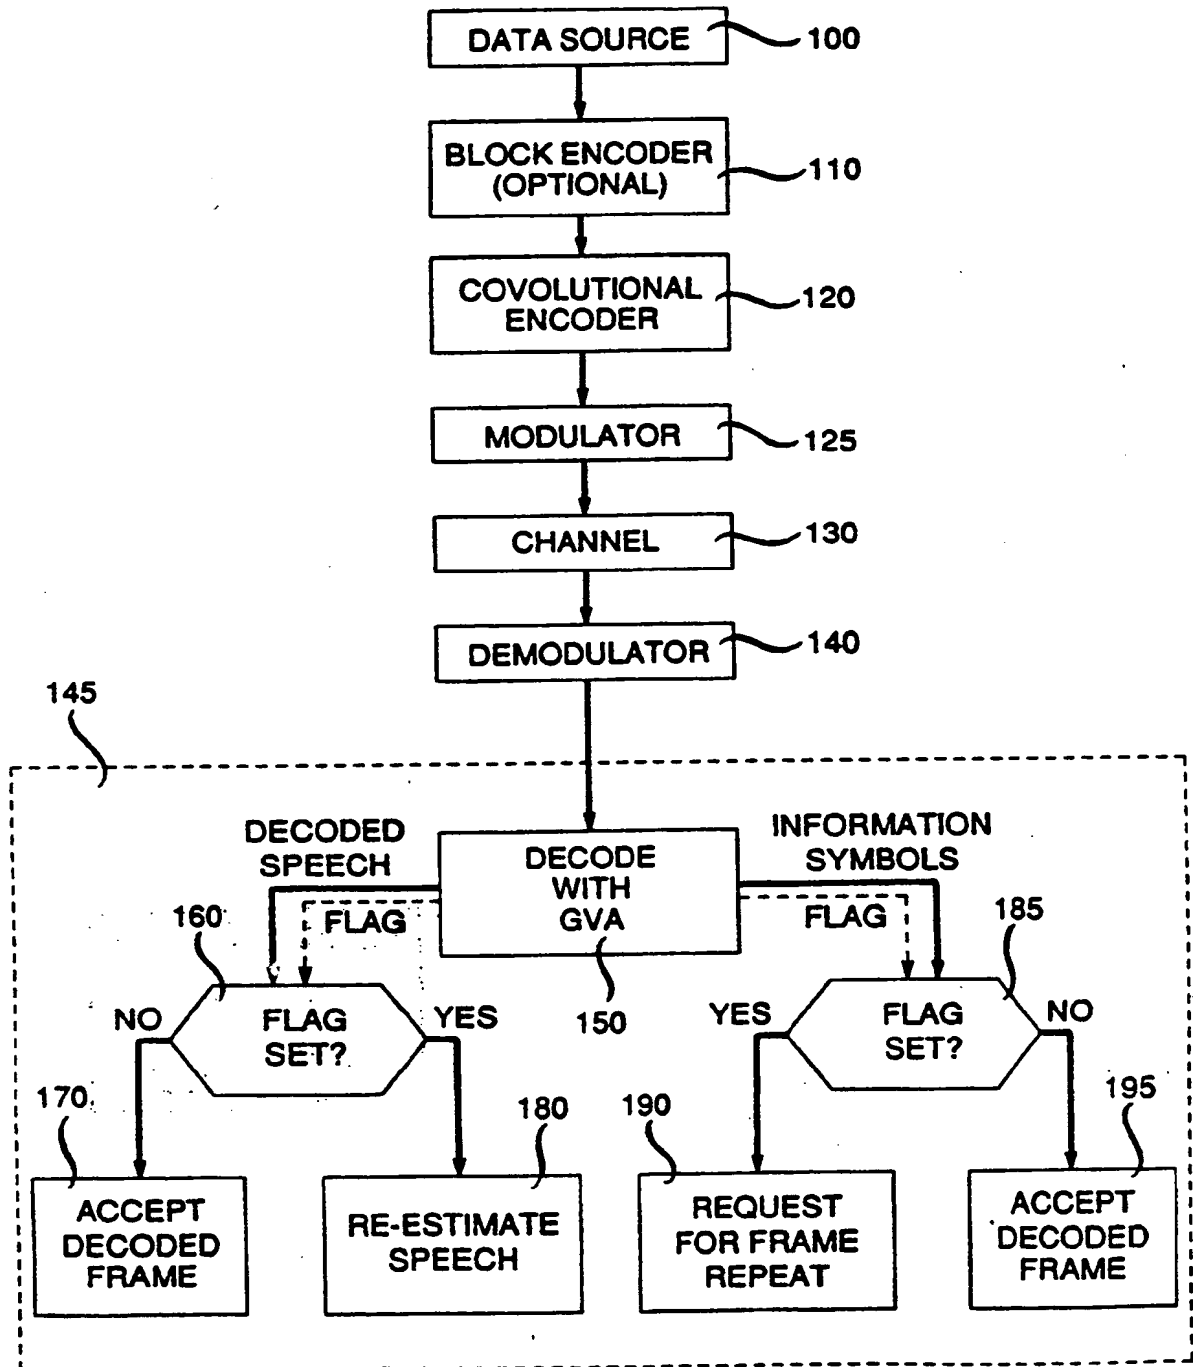 DATA SOURCE
100
BLOCK ENCODER
(OPTIONAL)
110
COVOLUTIONAL
ENCODER
120
MODULATOR
125
CHANNEL
130
DEMODULATOR
140
145
DECODED
SPEECH
FLAG
DECODE
WITH
GVA
150
INFORMATION
SYMBOLS
FLAG
160
FLAG
SET?
NO
YES
185
FLAG
SET?
YES
NO
170
ACCEPT
DECODED
FRAME
180
RE-ESTIMATE
SPEECH
190
REQUEST
FOR FRAME
REPEAT
195
ACCEPT
DECODED
FRAME